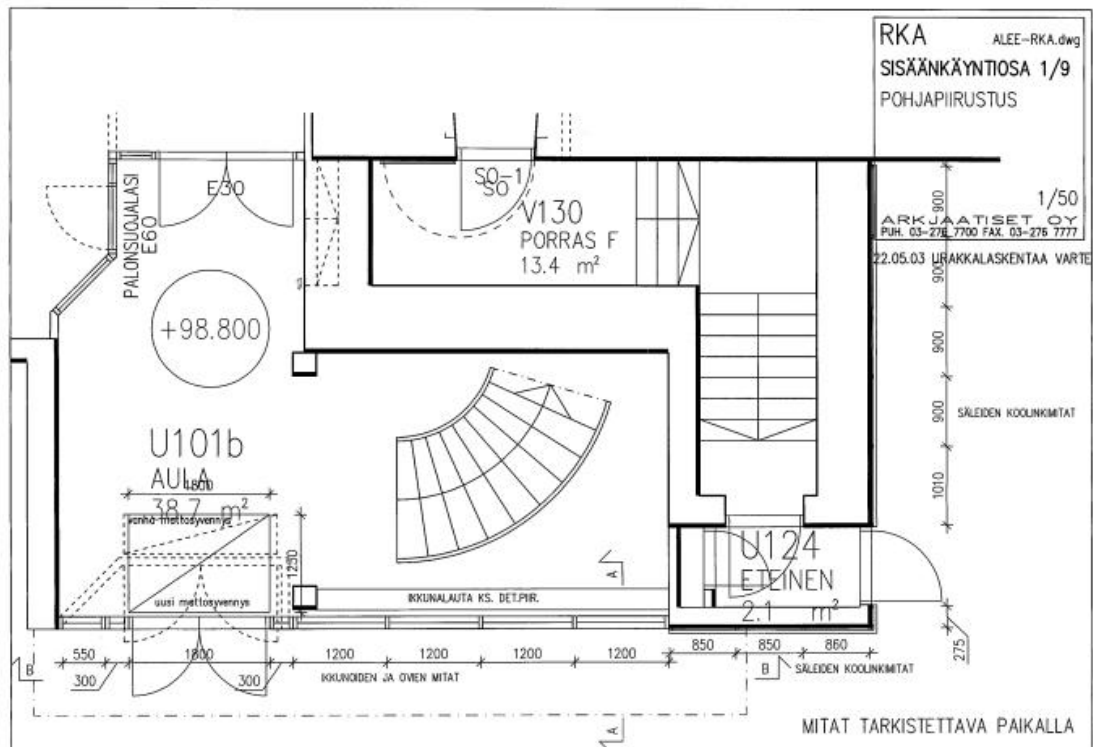 RKA ALEE-RKA.dwg
SISÄÄNKÄYNTIOSA 1/9
POHJAPIIRUSTUS
1/50
ARKJAATISET OY
PUH. 03-276 7700 FAX. 03-276 7777
22.05.03 URAKKALASKENTAA VARTE
PALONSUOJALASI
E60
E30
SO-1
SO
V130
PORRAS F
13.4 m²
+98.800
900
900
900
900
1010
275
SÄLEIDEN KOOLINKIMITAT
U101b
AULA
1800
38.7 m²
vanha mattosyvennys
1250
uusi mattosyvennys
IKKUNALAUTA KS. DET.PIIR.
A
U124
ETEINEN
2.1 m²
B
550
300
1800
300
1200
1200
1200
1200
IKKUNOIDEN JA OVIEN MITAT
850
850
860
B
SÄLEIDEN KOOLINKIMITAT
A
MITAT TARKISTETTAVA PAIKALLA